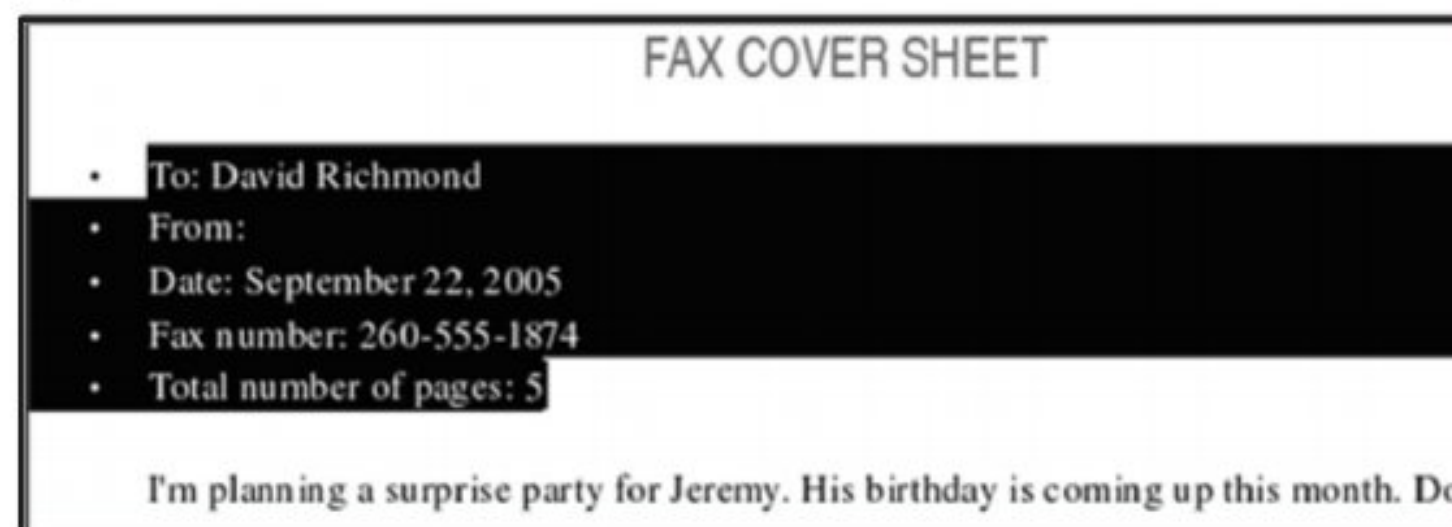 FAX COVER SHEET
• To: David Richmond
• From:
• Date: September 22, 2005
• Fax number: 260-555-1874
• Total number of pages: 5
I'm planning a surprise party for Jeremy. His birthday is coming up this month. Do